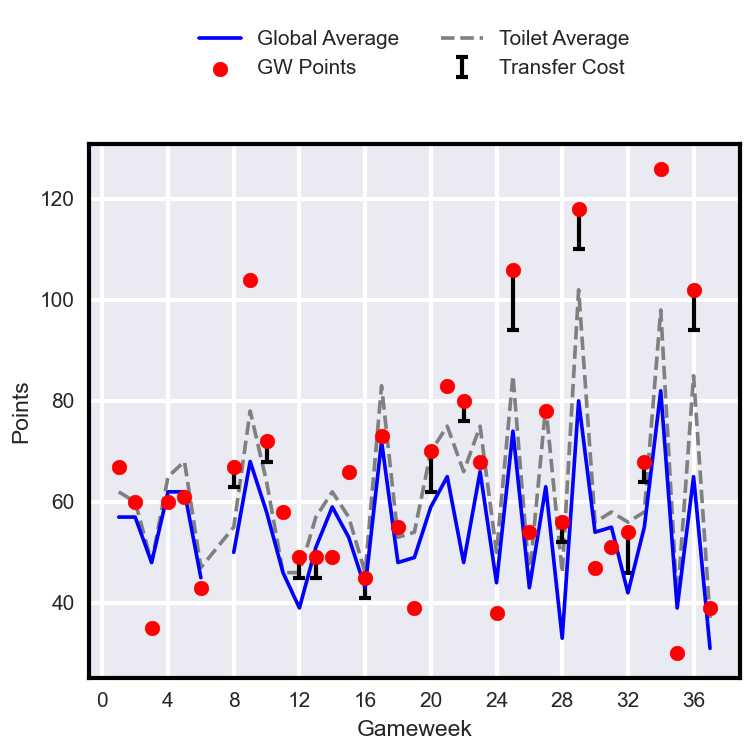 Global Average
GW Points
Toilet Average
Transfer Cost
Points
120
100
80
60
40
0 4 8 12 16 20 24 28 32 36
Gameweek